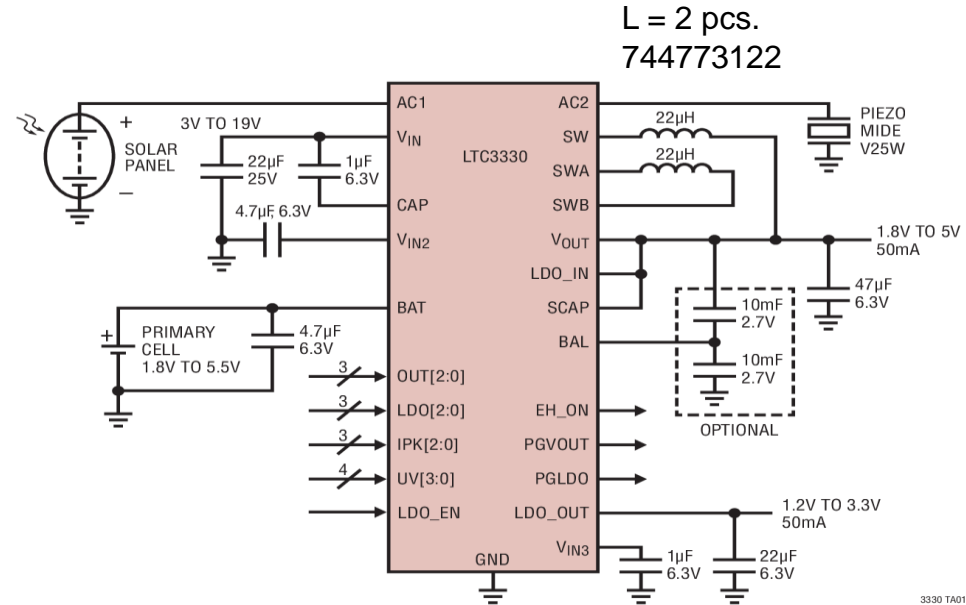 L = 2 pcs.
744773122
AC1
AC2
VIN
SW
SWA
LTC3330
CAP
SWB
VIN2
VOUT
LDO_IN
SCAP
BAT
BAL
OUT[2:0]
LDO[2:0]
EH_ON
IPK[2:0]
PGVOUT
UV[3:0]
PGLDO
LDO_EN
LDO_OUT
VIN3
GND
+
–
SOLAR
PANEL
3V TO 19V
22µF
25V
1µF
6.3V
4.7µF, 6.3V
+
PRIMARY
CELL
1.8V TO 5.5V
4.7µF
6.3V
3
3
3
4
22µH
22µH
PIEZO
MIDE
V25W
1.8V TO 5V
50mA
47µF
6.3V
10mF
2.7V
10mF
2.7V
OPTIONAL
1.2V TO 3.3V
50mA
1µF
6.3V
22µF
6.3V
3330 TA01